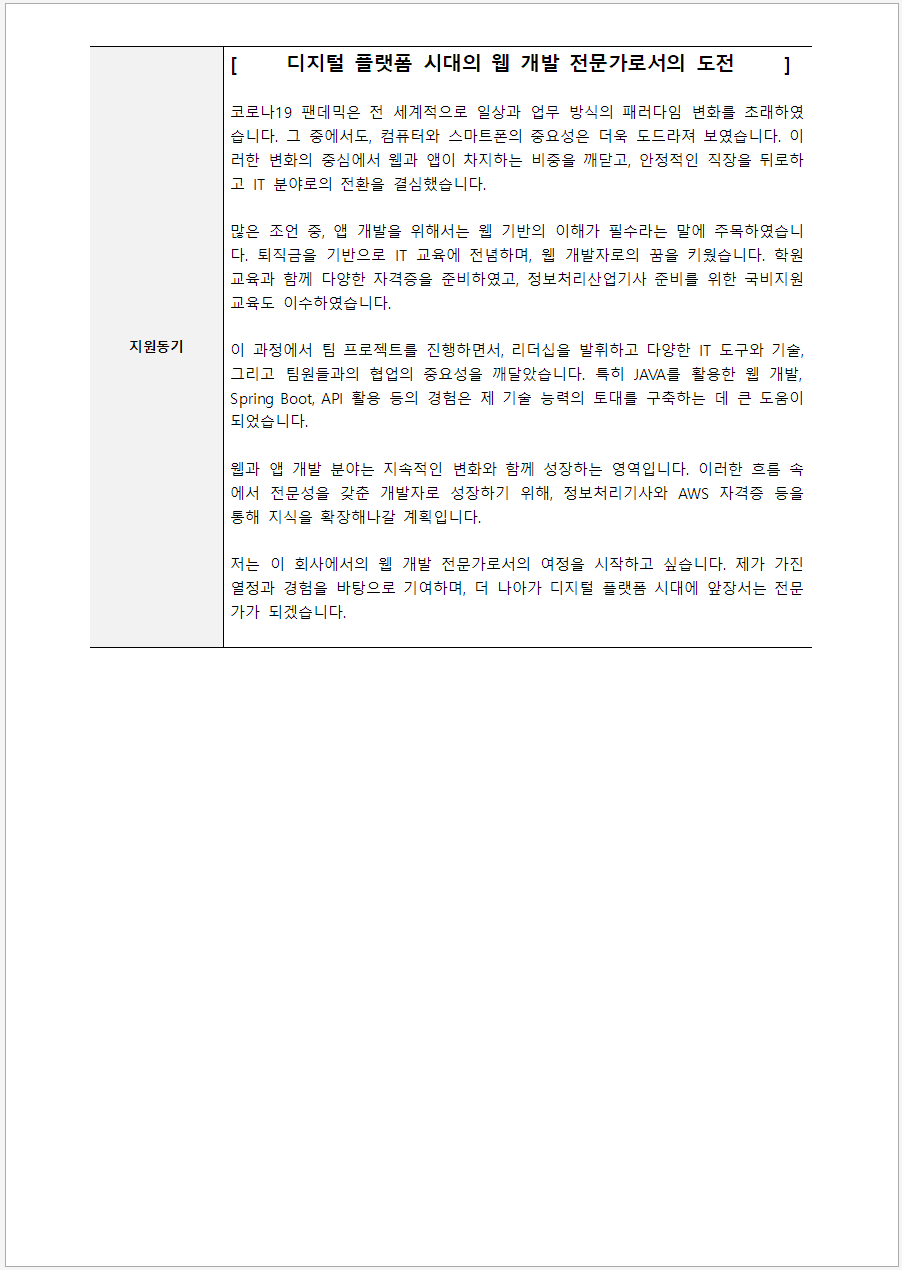 [ 디지털 플랫폼 시대의 웹 개발 전문가로서의 도전 ]
코로나19 팬데믹은 전 세계적으로 일상과 업무 방식의 패러다임 변화를 초래하였
습니다. 그 중에서도, 컴퓨터와 스마트폰의 중요성은 더욱 도드라져 보였습니다. 이
러한 변화의 중심에서 웹과 앱이 차지하는 비중을 깨닫고, 안정적인 직장을 뒤로하
고 IT 분야로의 전환을 결심했습니다.
많은 조언 중, 앱 개발을 위해서는 웹 기반의 이해가 필수라는 말에 주목하였습니
다. 퇴직금을 기반으로 IT 교육에 전념하며, 웹 개발자로의 꿈을 키웠습니다. 학원
교육과 함께 다양한 자격증을 준비하였고, 정보처리산업기사 준비를 위한 국비지원
교육도 이수하였습니다.
지원동기
이 과정에서 팀 프로젝트를 진행하면서, 리더십을 발휘하고 다양한 IT 도구와 기술,
그리고 팀원들과의 협업의 중요성을 깨달았습니다. 특히 JAVA를 활용한 웹 개발,
Spring Boot, API 활용 등의 경험은 제 기술 능력의 토대를 구축하는 데 큰 도움이
되었습니다.
웹과 앱 개발 분야는 지속적인 변화와 함께 성장하는 영역입니다. 이러한 흐름 속
에서 전문성을 갖춘 개발자로 성장하기 위해, 정보처리기사와 AWS 자격증 등을
통해 지식을 확장해나갈 계획입니다.
저는 이 회사에서의 웹 개발 전문가로서의 여정을 시작하고 싶습니다. 제가 가진
열정과 경험을 바탕으로 기여하며, 더 나아가 디지털 플랫폼 시대에 앞장서는 전문
가가 되겠습니다.